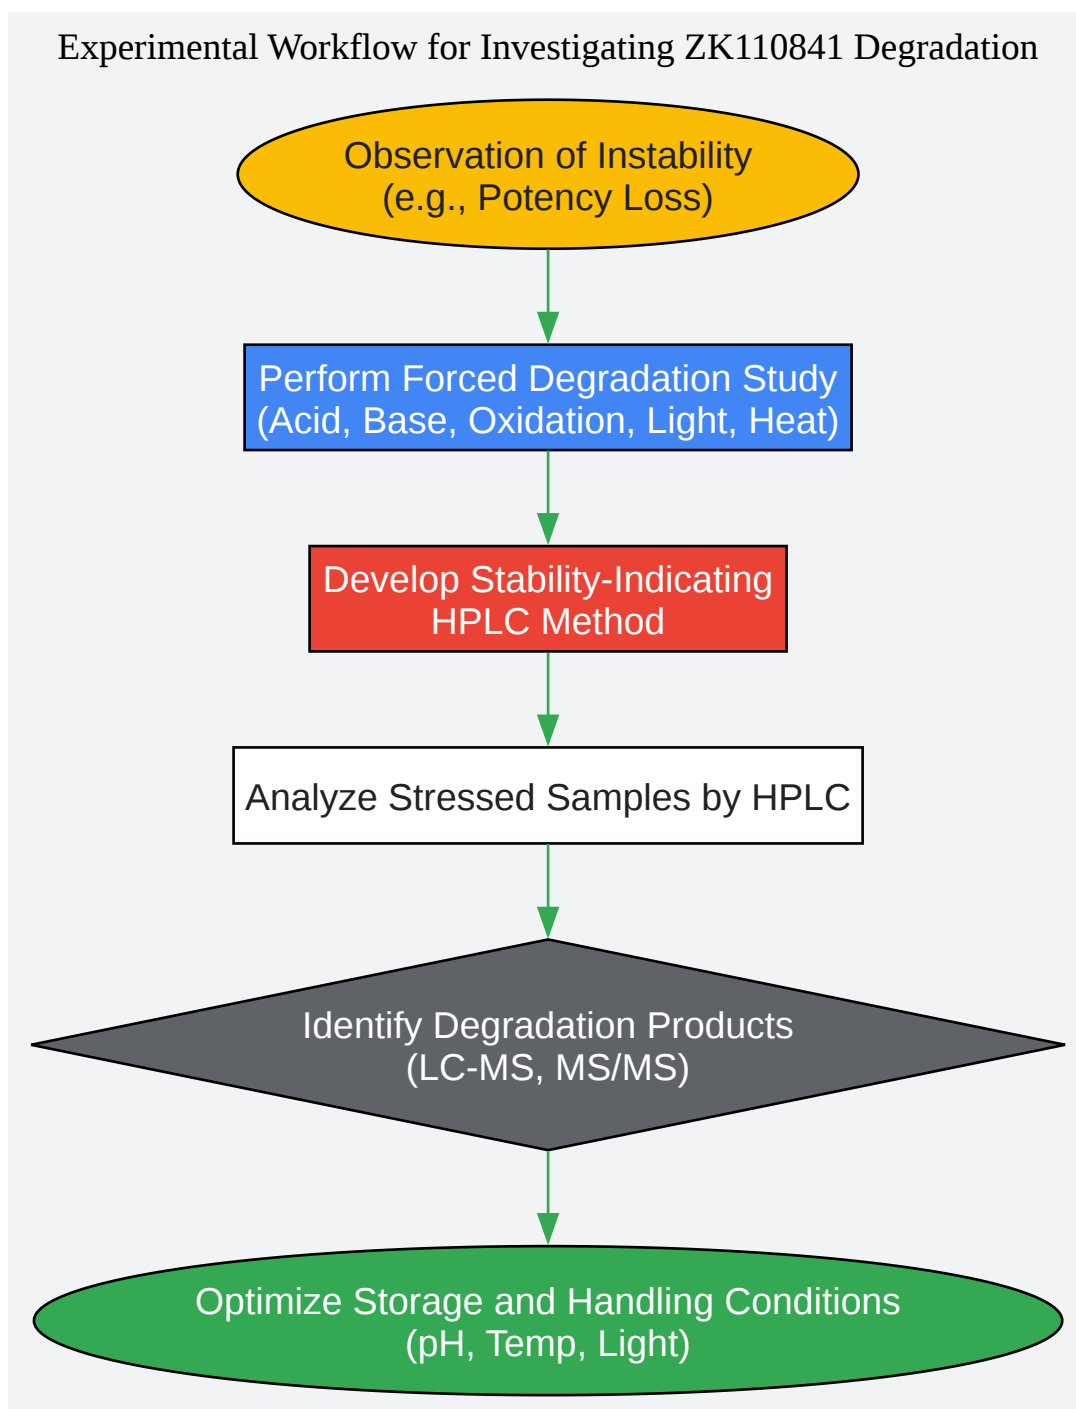 Experimental Workflow for Investigating ZK110841 Degradation
Observation of Instability
(e.g., Potency Loss)
Perform Forced Degradation Study
(Acid, Base, Oxidation, Light, Heat)
Develop Stability-Indicating
HPLC Method
Analyze Stressed Samples by HPLC
Identify Degradation Products
(LC-MS, MS/MS)
Optimize Storage and Handling Conditions
(pH, Temp, Light)